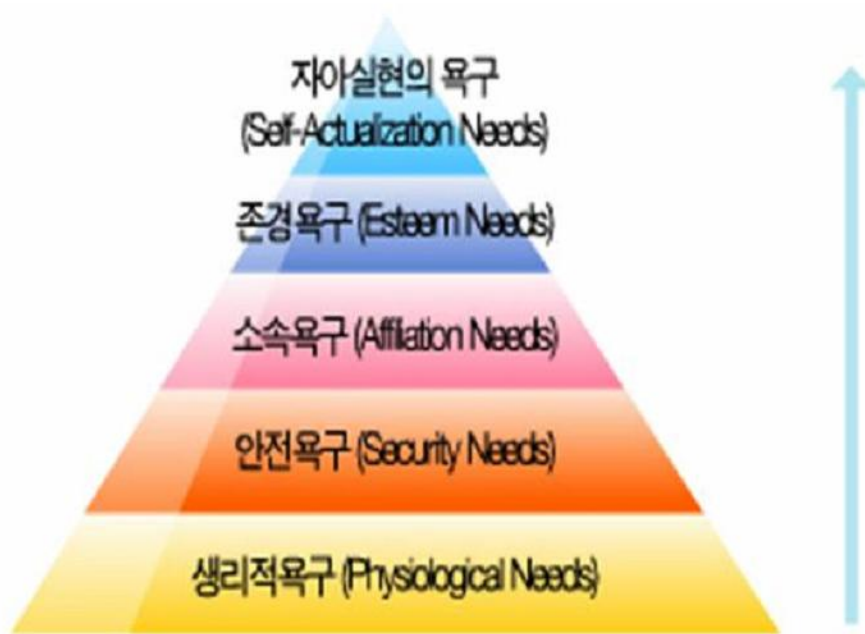 자아실현의 욕구
(Self-Actualization Needs)
존경욕구 (Esteem Needs)
소속욕구 (Affiliation Needs)
안전욕구 (Security Needs)
생리적욕구 (Physiological Needs)